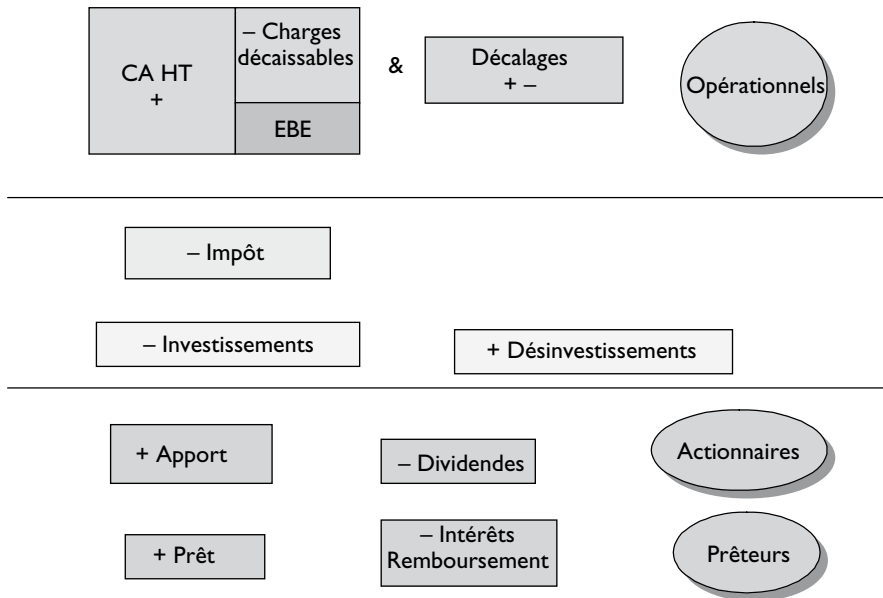 CA HT
+
– Charges
décaissables
EBE
&
Décalages
+ –
Opérationnels
– Impôt
– Investissements
+ Désinvestissements
+ Apport
– Dividendes
Actionnaires
+ Prêt
– Intérêts
Remboursement
Prêteurs